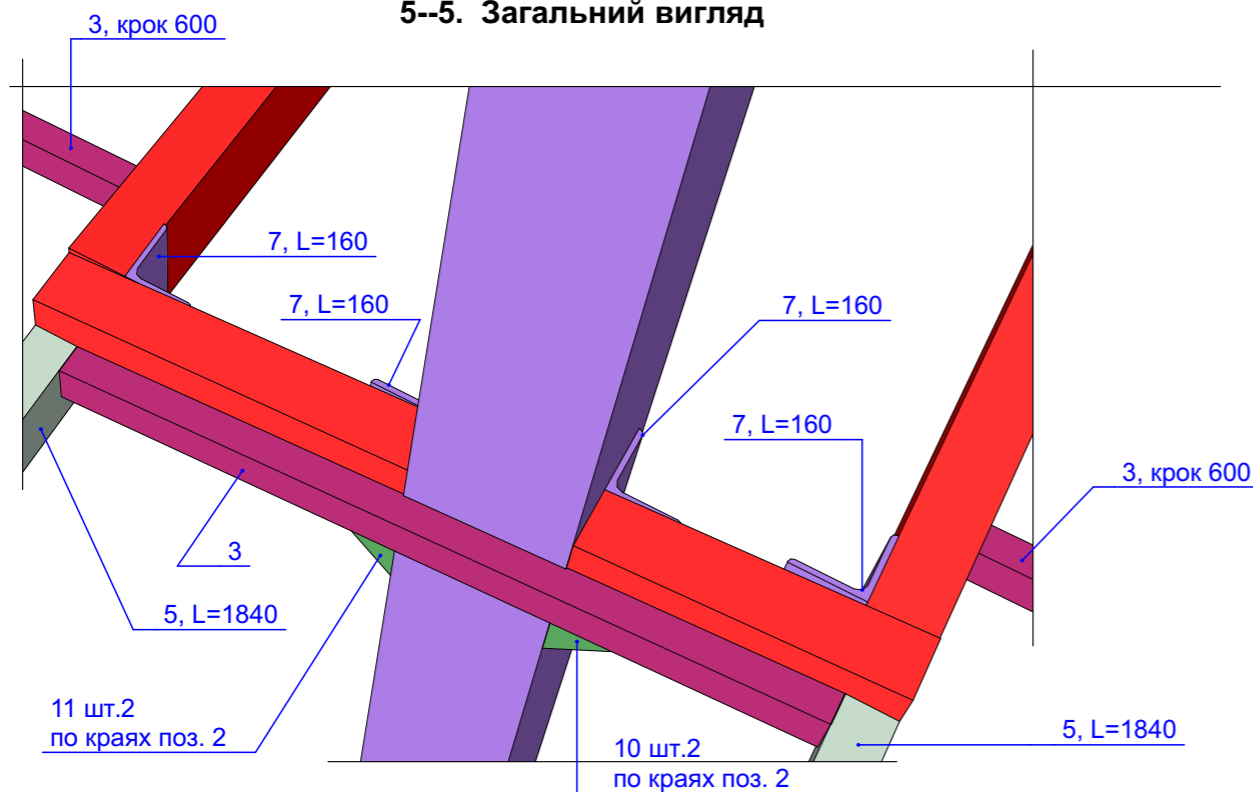 5--5. Загальний вигляд
3, крок 600
7, L=160
7, L=160
7, L=160
7, L=160
3, крок 600
3
5, L=1840
11 шт.2
по краях поз. 2
10 шт.2
по краях поз. 2
5, L=1840